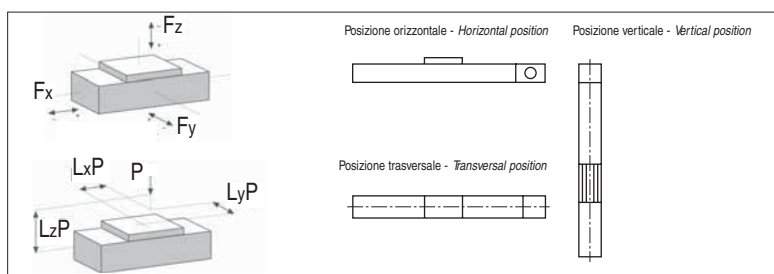 Fz
Fx
Fy
LxP
P
LyP
LzP
Posizione orizzontale - Horizontal position
Posizione verticale - Vertical position
Posizione trasversale - Transversal position